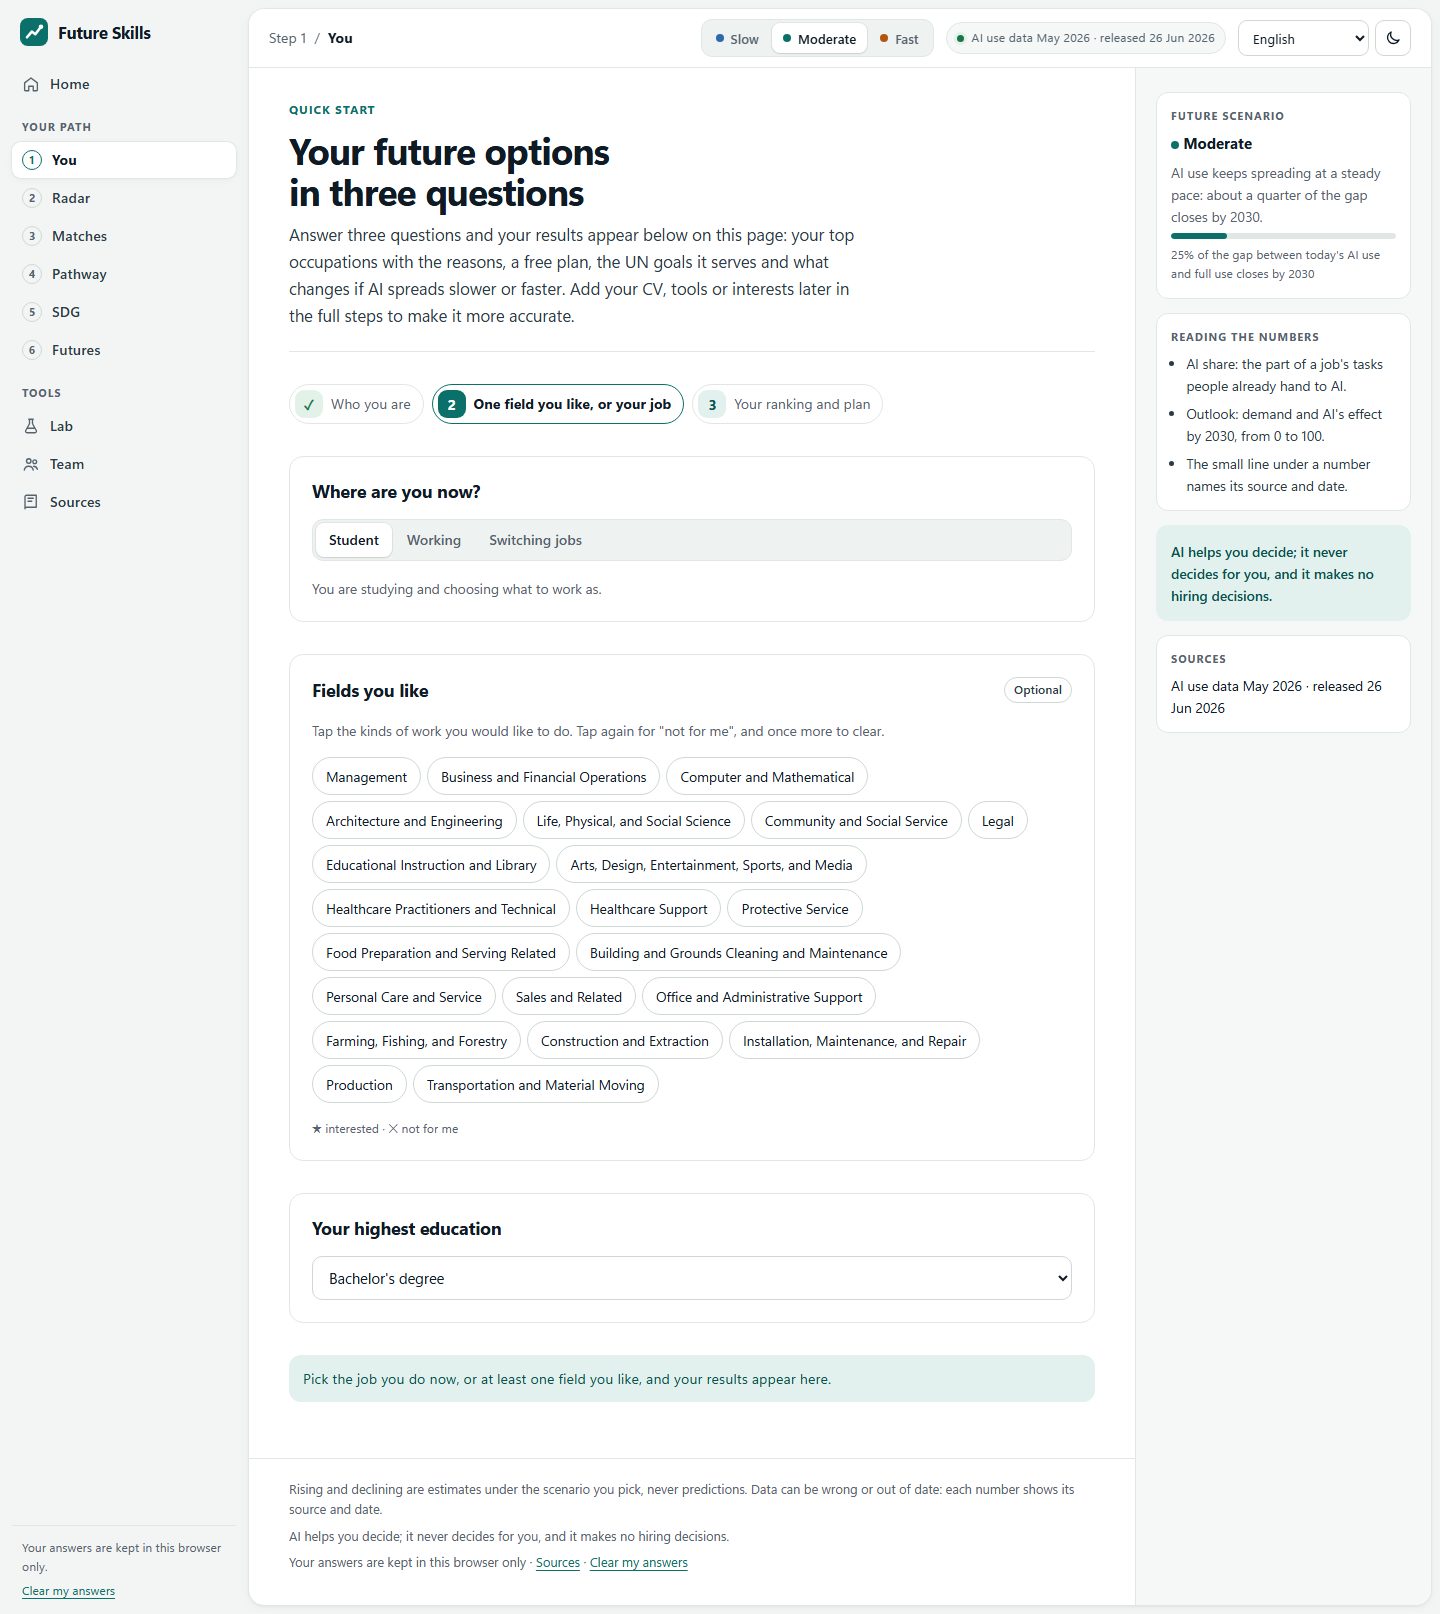 Future Skills
Home
YOUR PATH
1 You
2 Radar
3 Matches
4 Pathway
5 SDG
6 Futures
TOOLS
Lab
Team
Sources
Your answers are kept in this browser
only.
Clear my answers
Step 1 / You
Slow
Moderate
Fast
AI use data May 2026 · released 26 Jun 2026
English
QUICK START
Your future options
in three questions
Answer three questions and your results appear below on this page: your top
occupations with the reasons, a free plan, the UN goals it serves and what
changes if AI spreads slower or faster. Add your CV, tools or interests later in
the full steps to make it more accurate.
✓ Who you are
2 One field you like, or your job
3 Your ranking and plan
Where are you now?
Student
Working
Switching jobs
You are studying and choosing what to work as.
Fields you like
Optional
Tap the kinds of work you would like to do. Tap again for "not for me", and once more to clear.
Management
Business and Financial Operations
Computer and Mathematical
Architecture and Engineering
Life, Physical, and Social Science
Community and Social Service
Legal
Educational Instruction and Library
Arts, Design, Entertainment, Sports, and Media
Healthcare Practitioners and Technical
Healthcare Support
Protective Service
Food Preparation and Serving Related
Building and Grounds Cleaning and Maintenance
Personal Care and Service
Sales and Related
Office and Administrative Support
Farming, Fishing, and Forestry
Construction and Extraction
Installation, Maintenance, and Repair
Production
Transportation and Material Moving
★ interested · ✕ not for me
Your highest education
Bachelor's degree
Pick the job you do now, or at least one field you like, and your results appear here.
Rising and declining are estimates under the scenario you pick, never predictions. Data can be wrong or out of date: each number shows its
source and date.
AI helps you decide; it never decides for you, and it makes no hiring decisions.
Your answers are kept in this browser only · Sources · Clear my answers
FUTURE SCENARIO
Moderate
AI use keeps spreading at a steady
pace: about a quarter of the gap
closes by 2030.
25% of the gap between today's AI use
and full use closes by 2030
READING THE NUMBERS
AI share: the part of a job's tasks
people already hand to AI.
Outlook: demand and AI's effect
by 2030, from 0 to 100.
The small line under a number
names its source and date.
AI helps you decide; it never
decides for you, and it makes no
hiring decisions.
SOURCES
AI use data May 2026 · released 26
Jun 2026